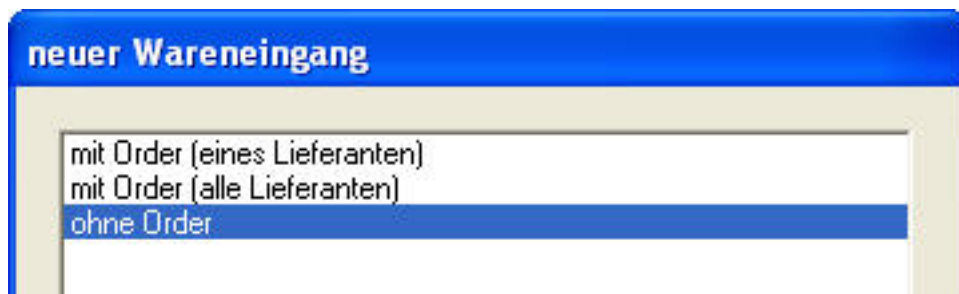 neuer Wareneingang
mit Order (eines Lieferanten)
mit Order (alle Lieferanten)
ohne Order